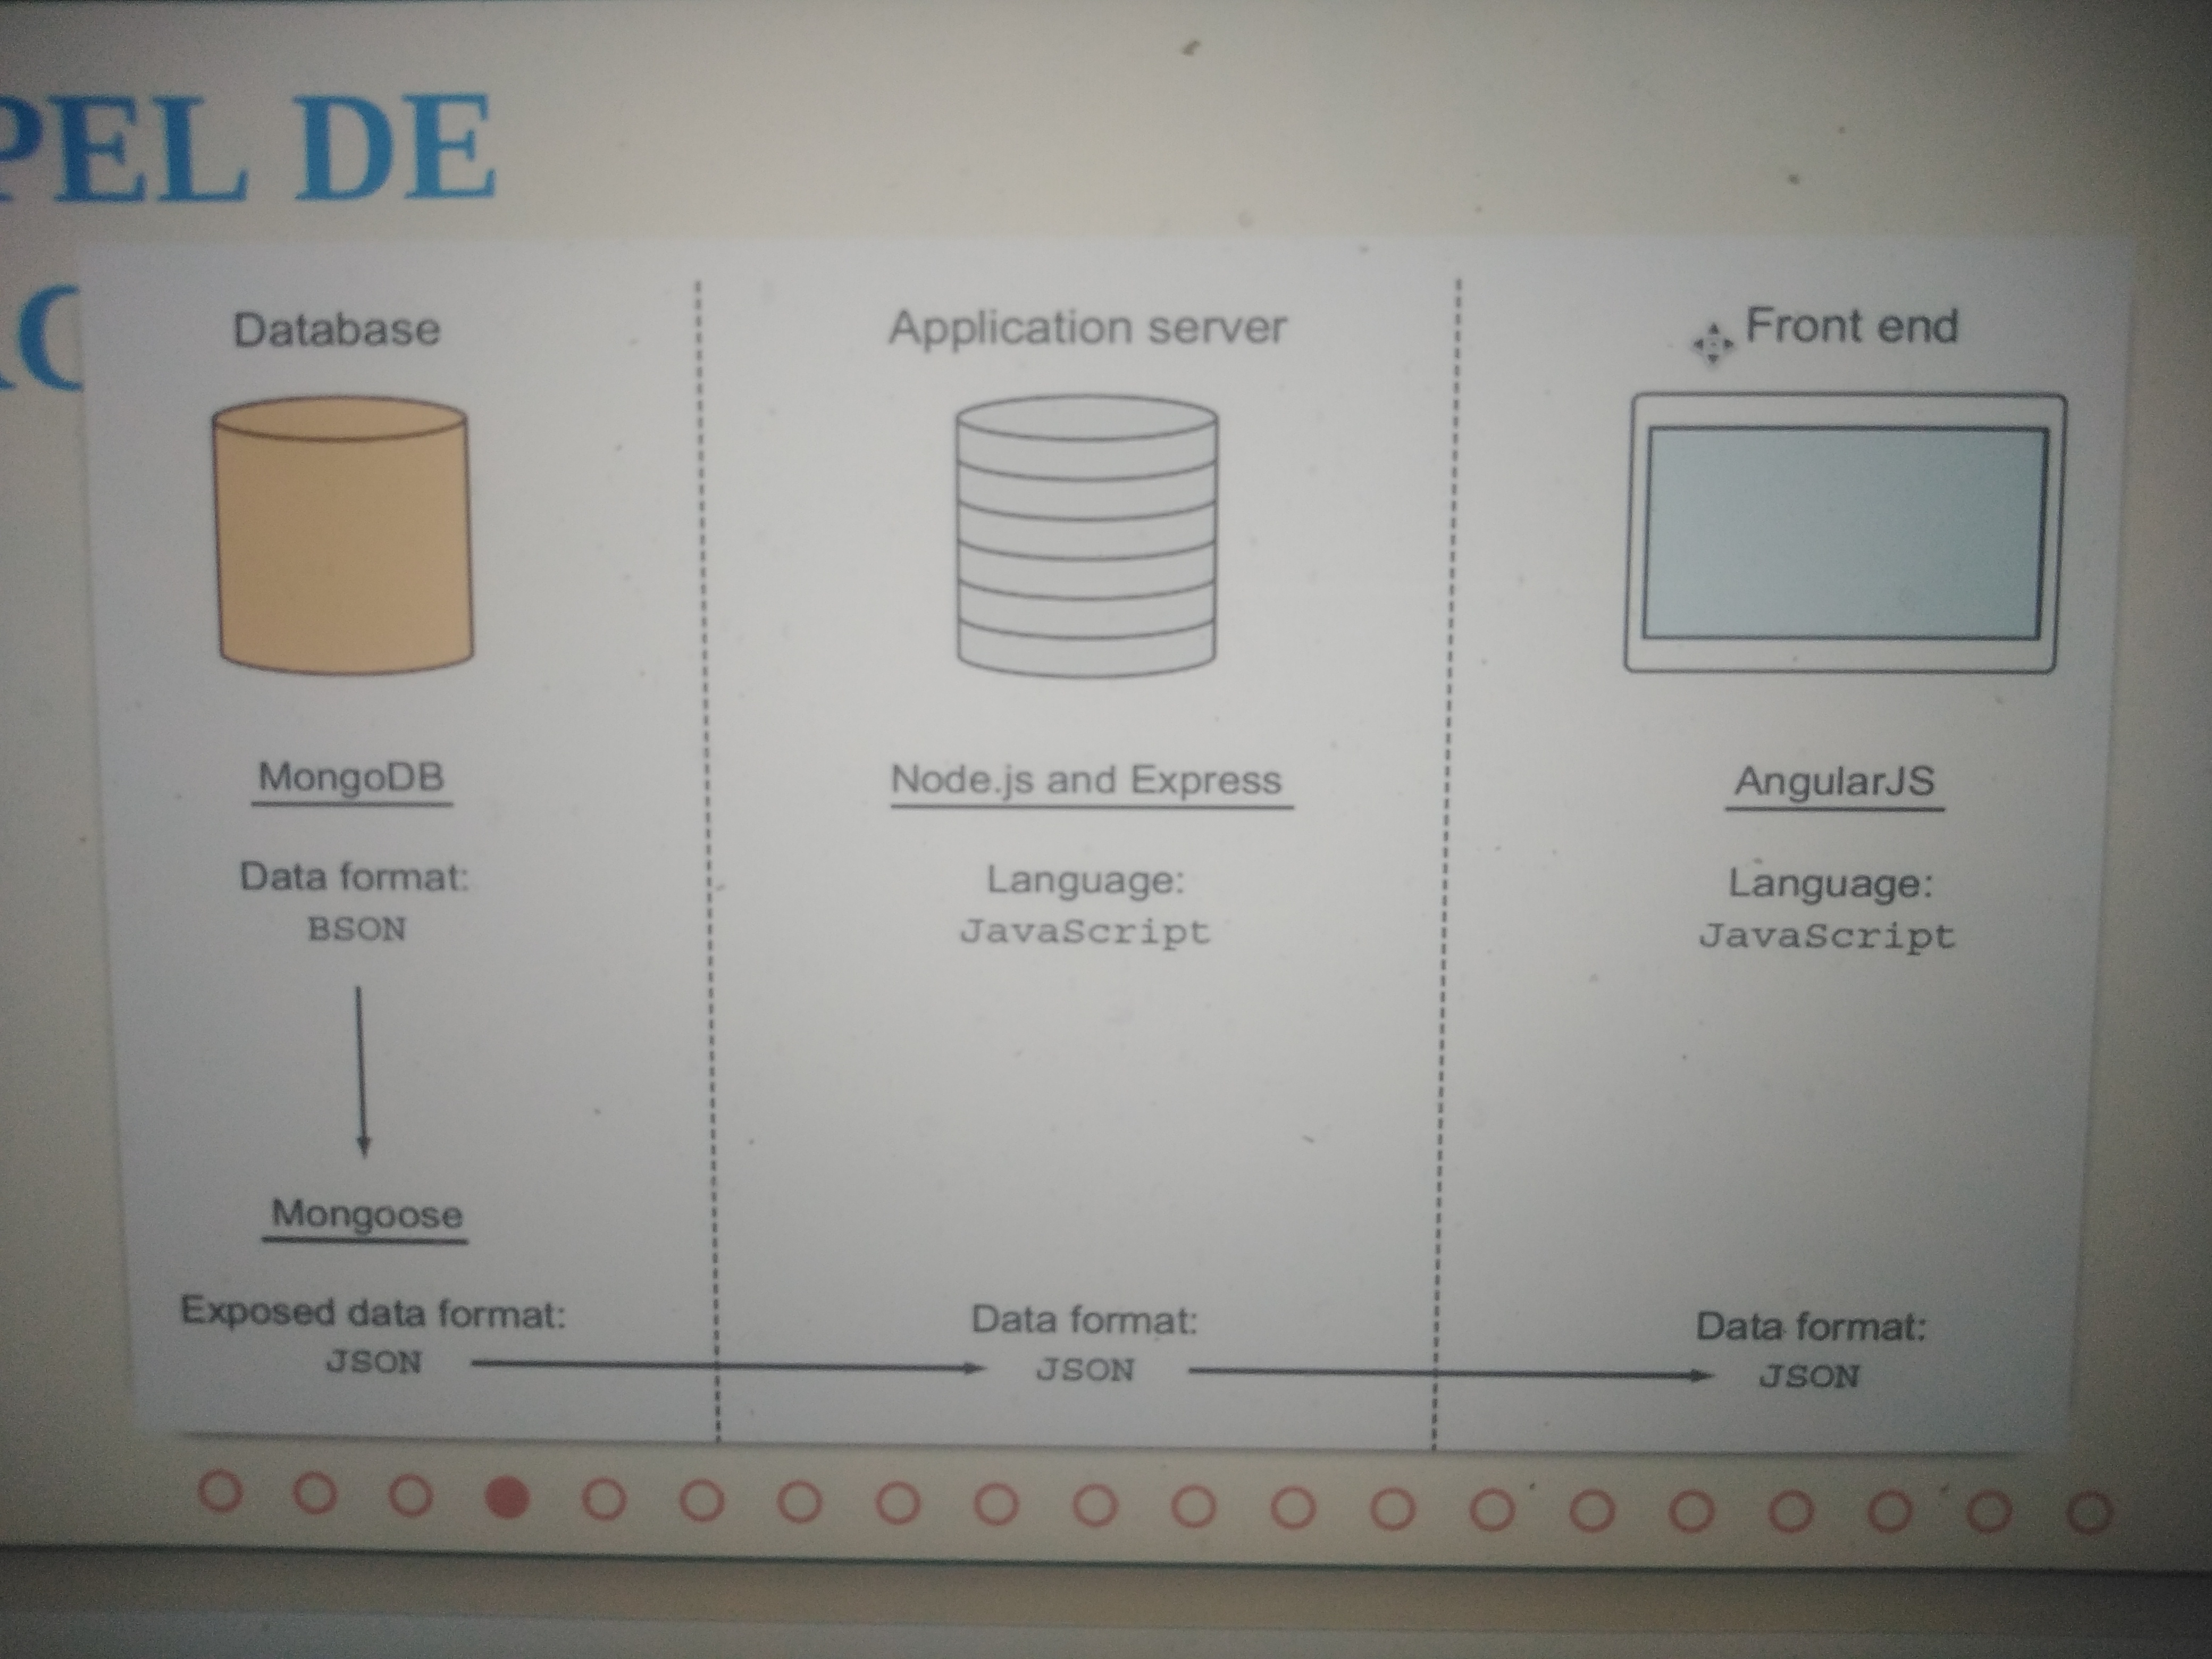 PEL DE
Database
Application server
Front end
MongoDB
Node.js and Express
AngularJS
Data format:
BSON
Language:
JavaScript
Language:
JavaScript
Mongoose
Exposed data format:
JSON
Data format:
JSON
Data format:
JSON